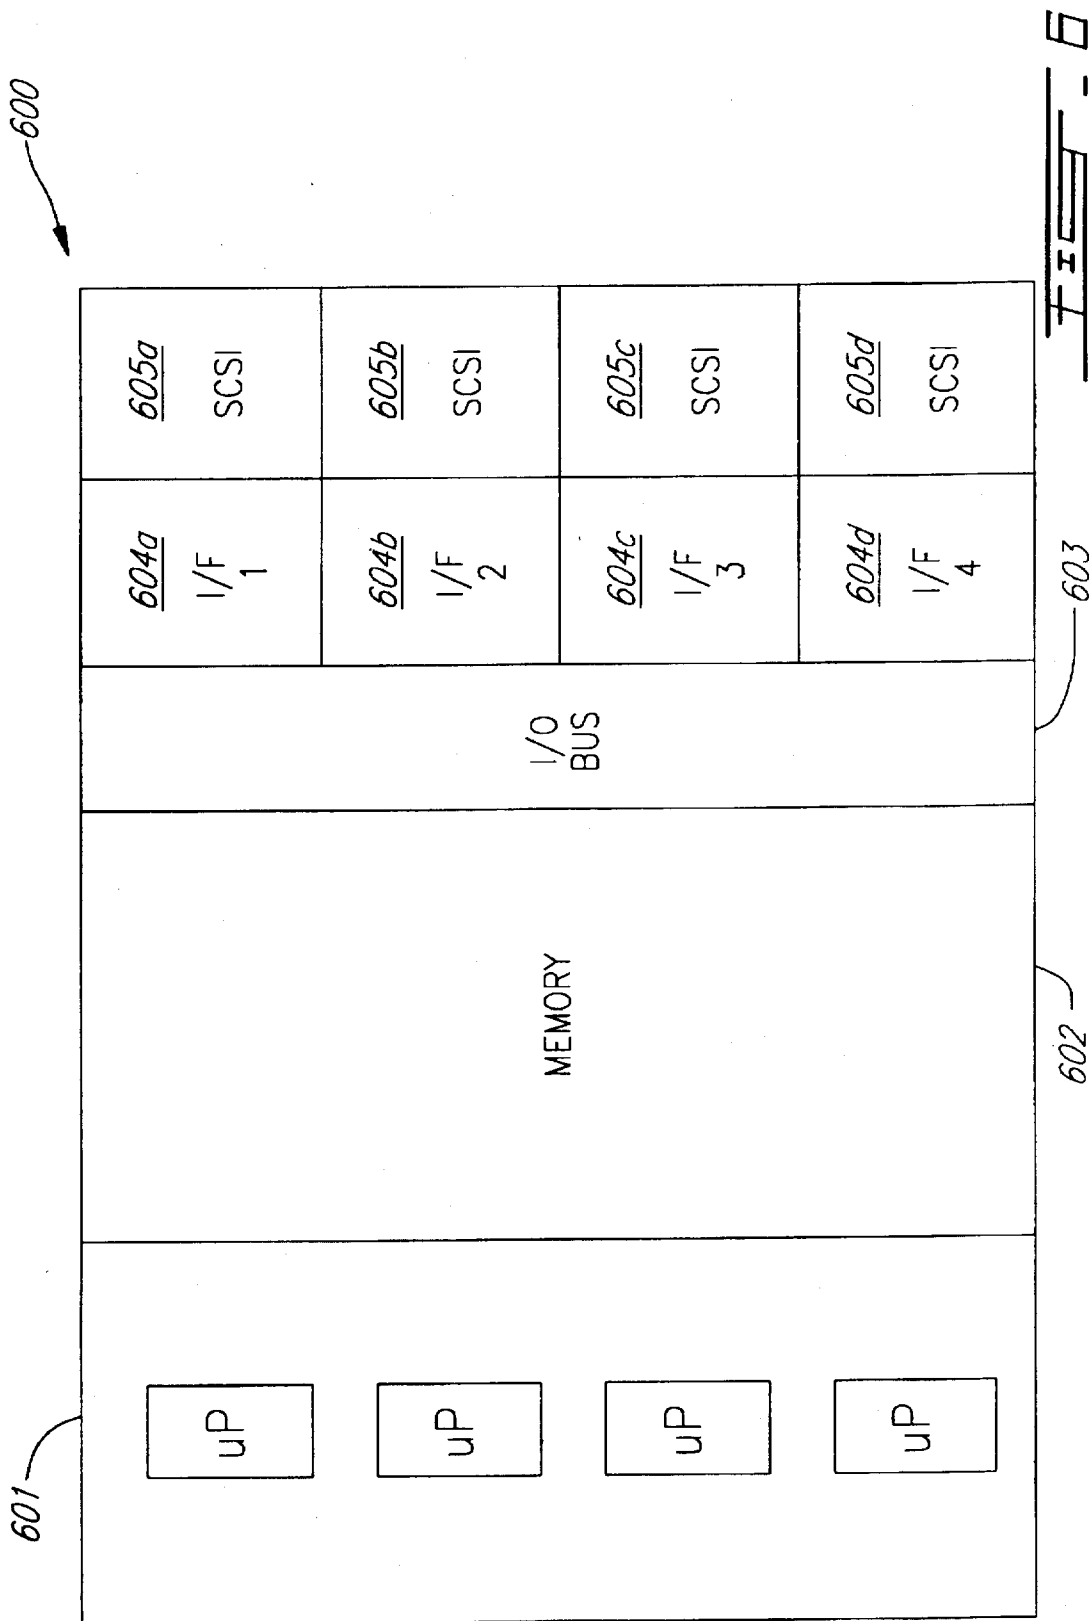 600
601
uP
uP
uP
uP
MEMORY
602
I/O
BUS
603
604a
I/F
1
604b
I/F
2
604c
I/F
3
604d
I/F
4
605a
SCSI
605b
SCSI
605c
SCSI
605d
SCSI
FIG - 6